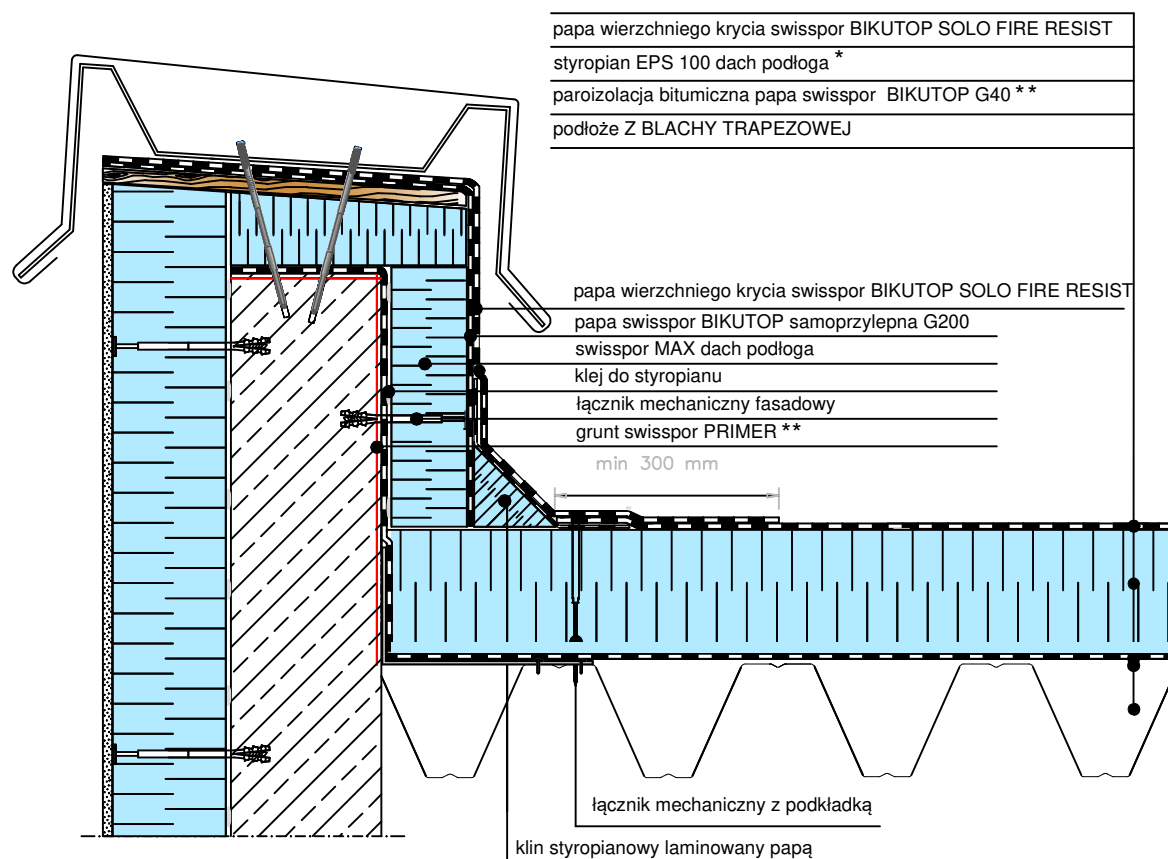 papa wierzchniego krycia swisspor BIKUTOP SOLO FIRE RESIST
styropian EPS 100 dach podłoga *
paroizolacja bitumiczna papa swisspor BIKUTOP G40 **
podłoże Z BLACHY TRAPEZOWEJ
papa wierzchniego krycia swisspor BIKUTOP SOLO FIRE RESIST
papa swisspor BIKUTOP samoprzylepna G200
swisspor MAX dach podłoga
klej do styropianu
łącznik mechaniczny fasadowy
grunt swisspor PRIMER **
min 300 mm
łącznik mechaniczny z podkładką
klin styropianowy laminowany papą